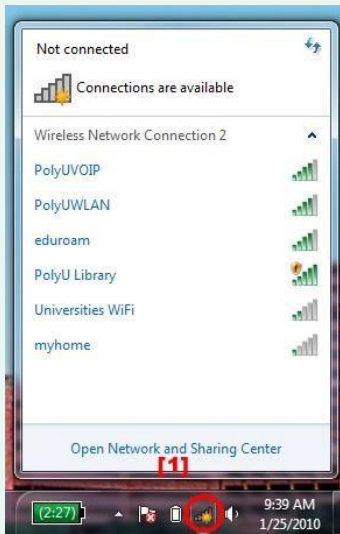 Not connected
Connections are available
Wireless Network Connection 2
PolyUVOIP
PolyUWLAN
eduroam
PolyU Library
Universities WiFi
myhome
Open Network and Sharing Center
[1]
(2:27)
9:39 AM
1/25/2010